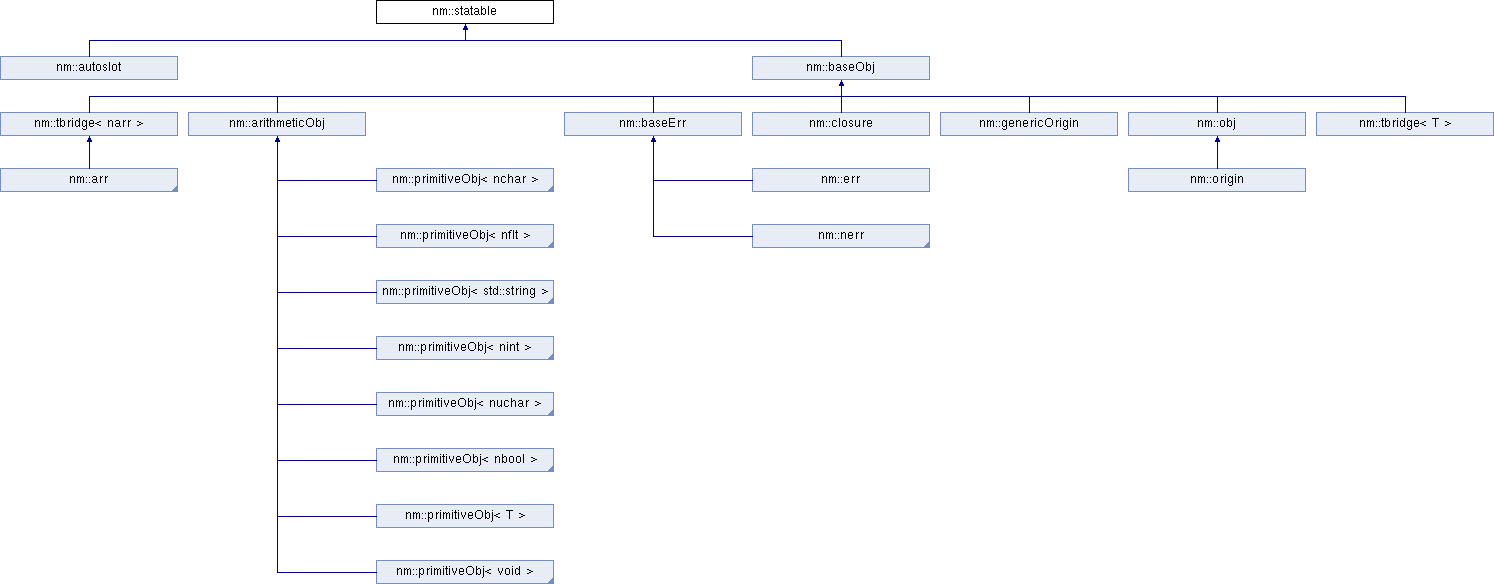 nm::statable
nm::autoslot
nm::baseObj
nm::tbridge< narr >
nm::arithmeticObj
nm::baseErr
nm::closure
nm::genericOrigin
nm::obj
nm::tbridge< T >
nm::arr
nm::primitiveObj< nchar >
nm::err
nm::origin
nm::primitiveObj< nflt >
nm::nerr
nm::primitiveObj< std::string >
nm::primitiveObj< nint >
nm::primitiveObj< nuchar >
nm::primitiveObj< nbool >
nm::primitiveObj< T >
nm::primitiveObj< void >